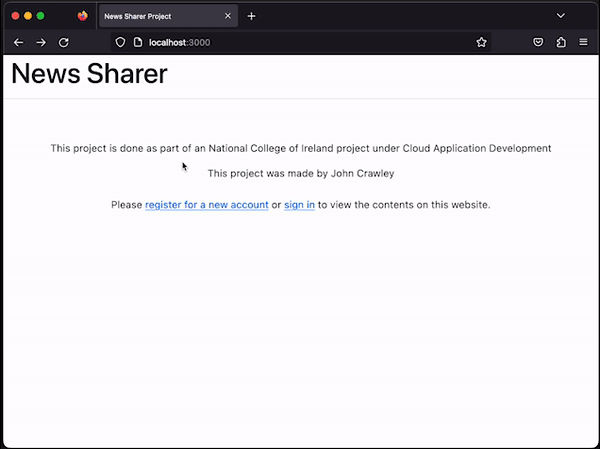 News Sharer Project
localhost:3000
News Sharer
This project is done as part of an National College of Ireland project under Cloud Application Development
This project was made by John Crawley
Please register for a new account or sign in to view the contents on this website.